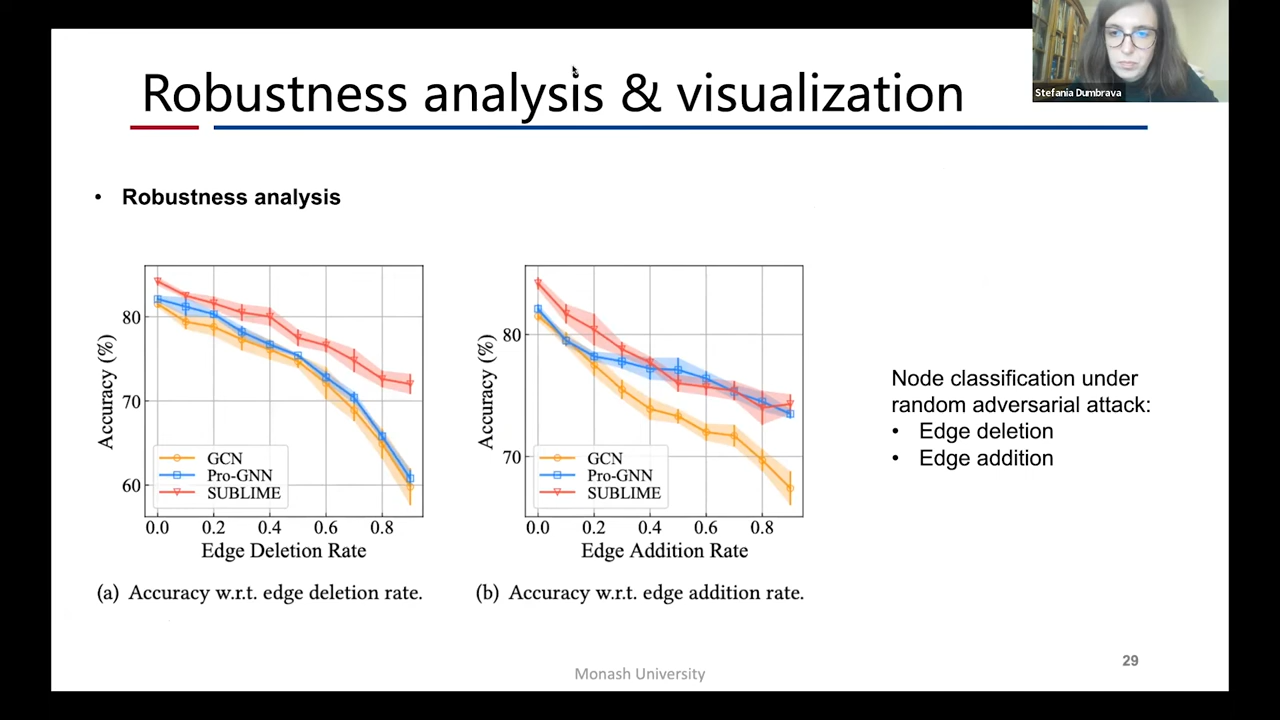 Robustness analysis & visualization
Stefania Dumbrava
• Robustness analysis
Accuracy (%)
80
70
60
GCN
Pro-GNN
SUBLIME
0.0 0.2 0.4 0.6 0.8
Edge Deletion Rate
(a) Accuracy w.r.t. edge deletion rate.
Accuracy (%)
80
70
GCN
Pro-GNN
SUBLIME
0.0 0.2 0.4 0.6 0.8
Edge Addition Rate
(b) Accuracy w.r.t. edge addition rate.
Node classification under
random adversarial attack:
• Edge deletion
• Edge addition
29
Monash University